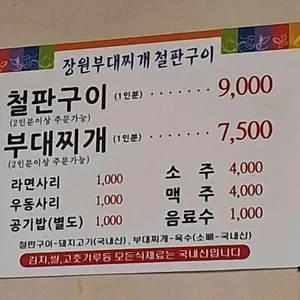 장원부대찌개 철판구이
철판구이 (1인분) ······· 9,000
(2인분이상 주문가능)
부대찌개 (1인분) ······· 7,500
(2인분이상 주문가능)
라면사리 1,000 소 주 4,000
우동사리 1,000 맥 주 4,000
공기밥(별도) 1,000 음료수 1,000
철판구이-돼지고기(국내산) , 부대찌개-육수(소뼈-국내산)
김치,쌀,고춧가루등 모든식재료는 국내산입니다